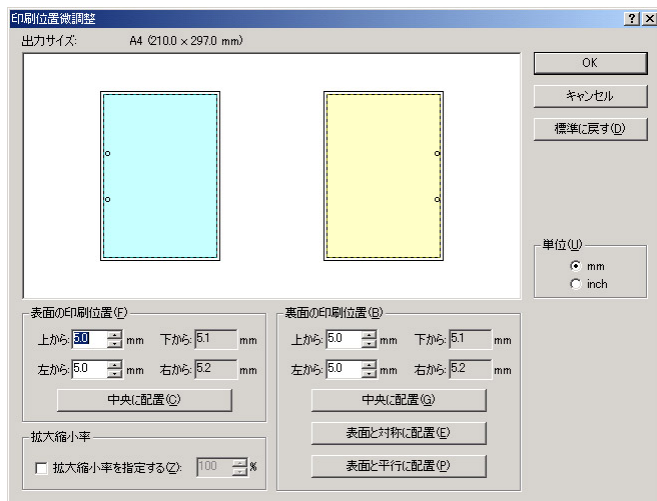 印刷位置微調整
出力サイズ: A4 (210.0 × 297.0 mm)
OK
キャンセル
標準に戻す(D)
単位(U)
mm
inch
表面の印刷位置(F)
上から: 5.0 mm 下から: 5.1 mm
左から: 5.0 mm 右から: 5.2 mm
中央に配置(C)
拡大縮小率
拡大縮小率を指定する(Z): 100 %
裏面の印刷位置(B)
上から: 5.0 mm 下から: 5.1 mm
左から: 5.0 mm 右から: 5.2 mm
中央に配置(G)
表面と対称に配置(E)
表面と平行に配置(P)